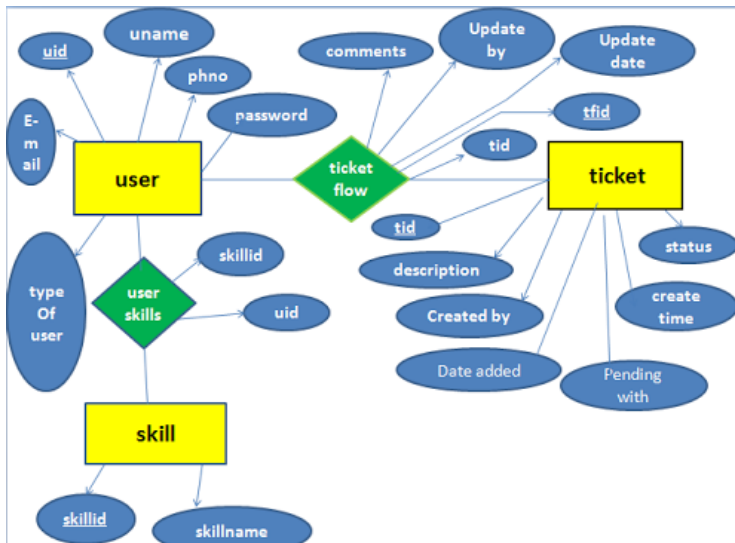 uname
uid
phno
E-
m
ail
password
user
type
Of
user
user
skills
skillid
uid
skill
skillid
skillname
comments
Update
by
Update
date
tfid
tid
ticket
flow
ticket
tid
description
Created by
Date added
Pending
with
create
time
status